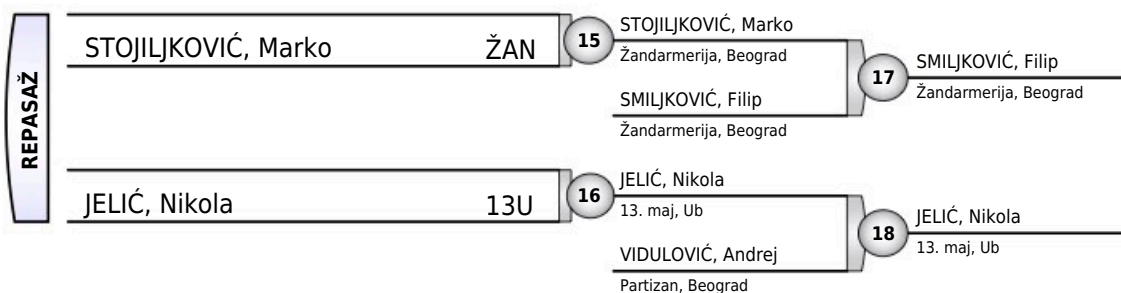 REPASAŽ
STOJILJKOVIĆ, Marko ŽAN
15
STOJILJKOVIĆ, Marko
Žandarmerija, Beograd
SMILJKOVIĆ, Filip
Žandarmerija, Beograd
17
SMILJKOVIĆ, Filip
Žandarmerija, Beograd
JELIĆ, Nikola 13U
16
JELIĆ, Nikola
13. maj, Ub
VIDULOVIĆ, Andrej
Partizan, Beograd
18
JELIĆ, Nikola
13. maj, Ub